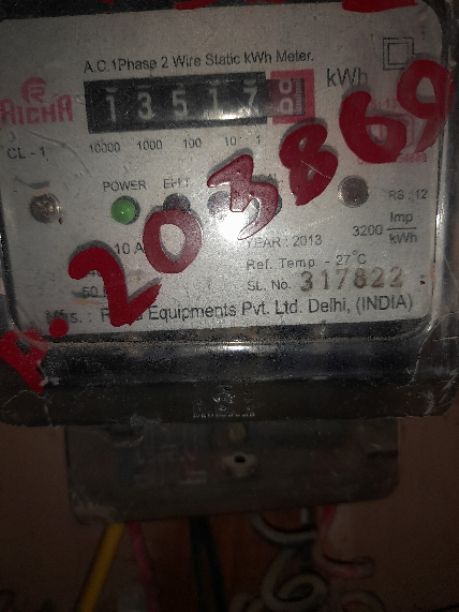 A.C.1Phase 2 Wire Static kWh Meter.
RICHA
13517
kWh
CL - 1
10000 1000 100 10 1
POWER
RS : 12
203869
10 A
YEAR : 2013
3200 Imp/kWh
Ref. Temp. - 27°C
SL. No. 317822
Equipments Pvt. Ltd. Delhi, (INDIA)